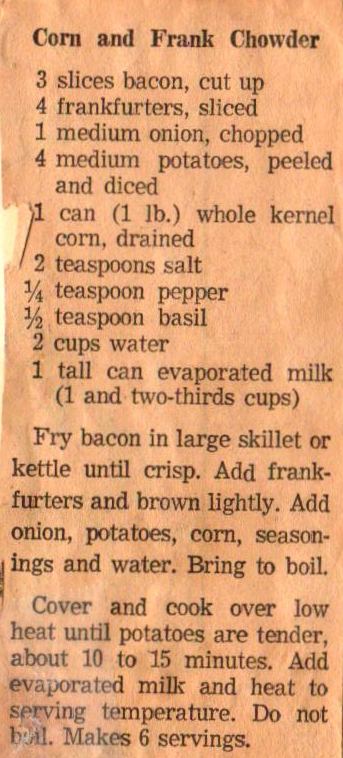 Corn and Frank Chowder
3 slices bacon, cut up
4 frankfurters, sliced
1 medium onion, chopped
4 medium potatoes, peeled
and diced
1 can (1 lb.) whole kernel
corn, drained
2 teaspoons salt
¼ teaspoon pepper
½ teaspoon basil
2 cups water
1 tall can evaporated milk
(1 and two-thirds cups)
Fry bacon in large skillet or
kettle until crisp. Add frank-
furters and brown lightly. Add
onion, potatoes, corn, season-
ings and water. Bring to boil.
Cover and cook over low
heat until potatoes are tender,
about 10 to 15 minutes. Add
evaporated milk and heat to
serving temperature. Do not
boil. Makes 6 servings.